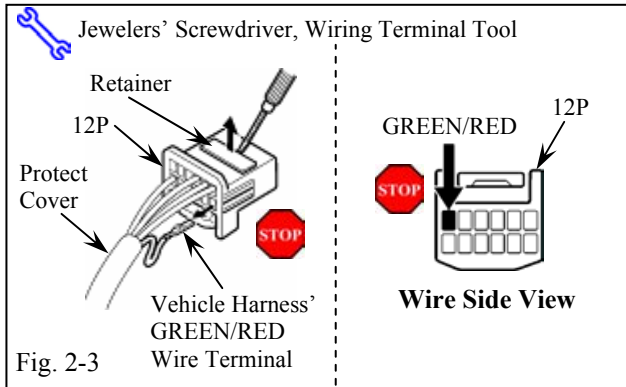 Jewelers’ Screwdriver, Wiring Terminal Tool
Retainer
12P
Protect
Cover
STOP
Vehicle Harness’
GREEN/RED
Wire Terminal
Fig. 2-3
GREEN/RED
12P
STOP
Wire Side View